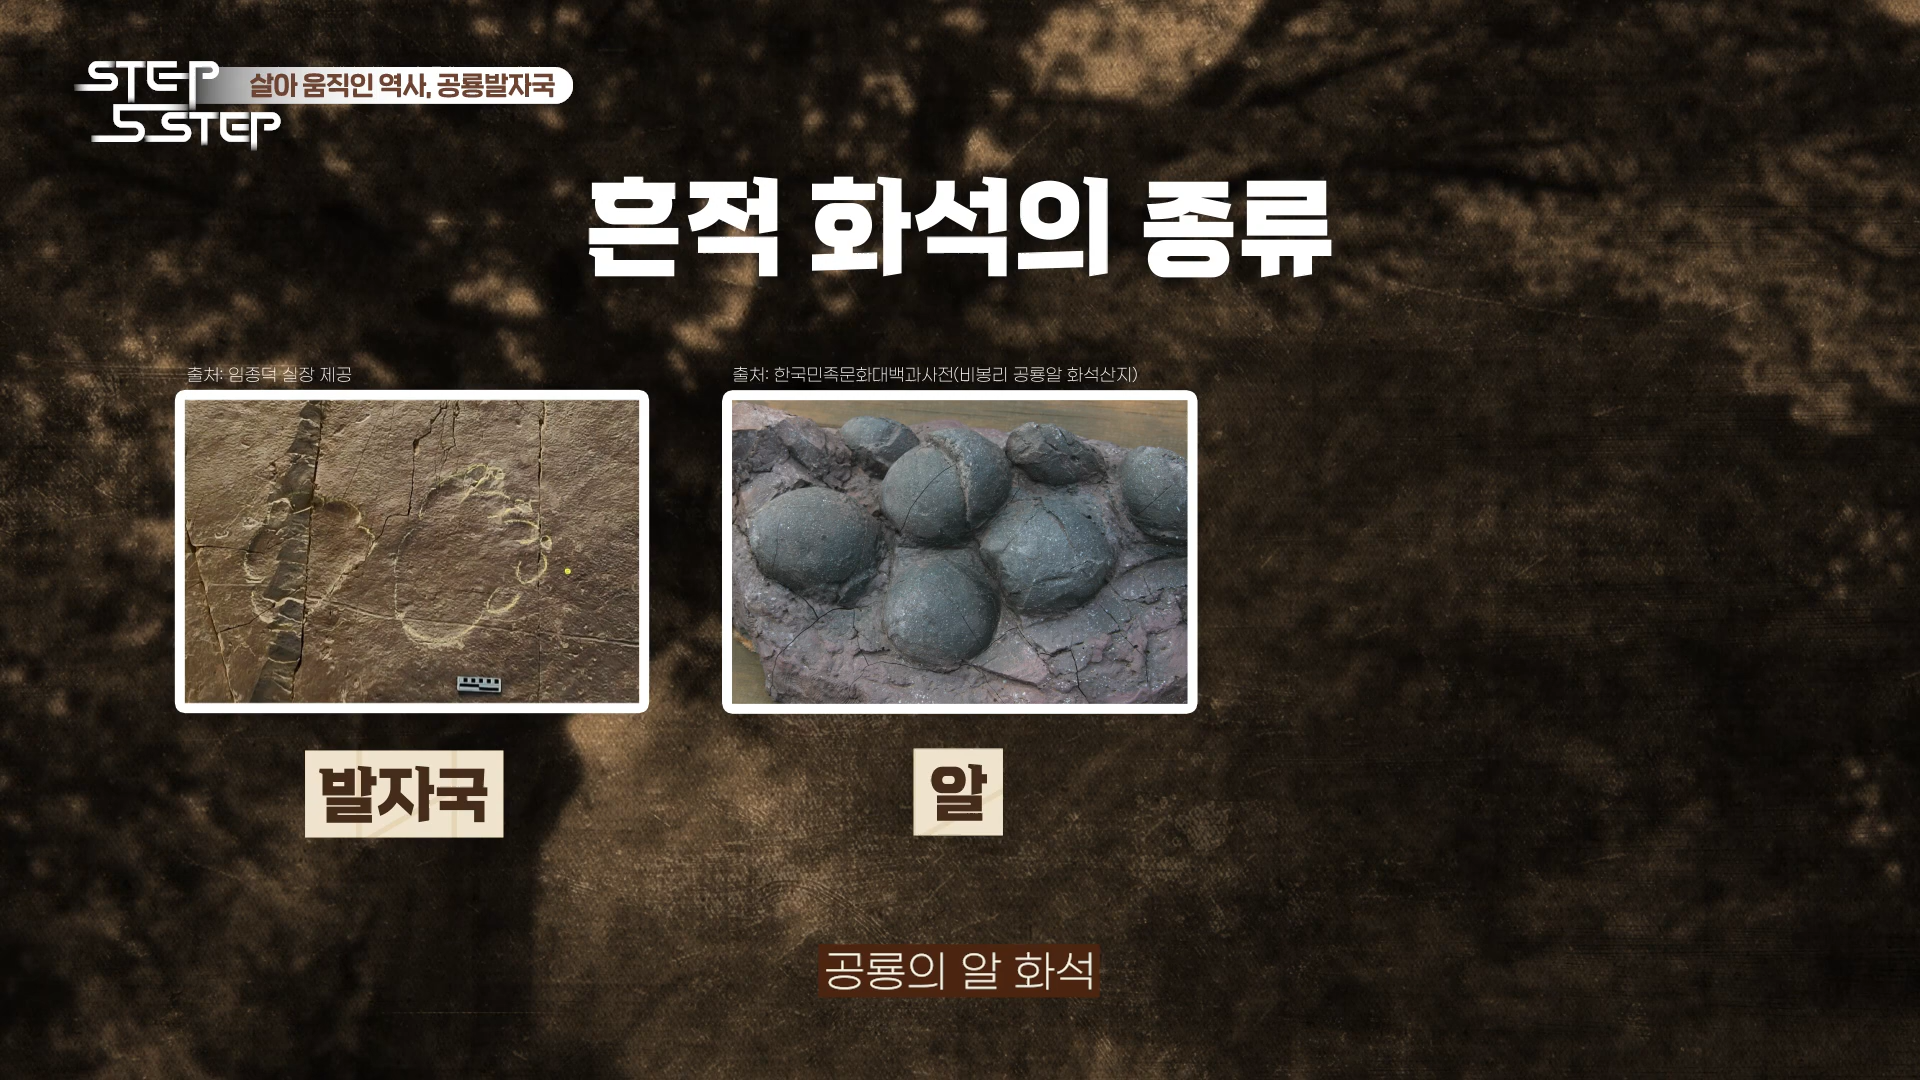 STEP
살아 움직인 역사, 공룡발자국
5 STEP
흔적 화석의 종류
출처: 임종덕 실장 제공
출처: 한국민족문화대백과사전(비봉리 공룡알 화석산지)
발자국
알
공룡의 알 화석